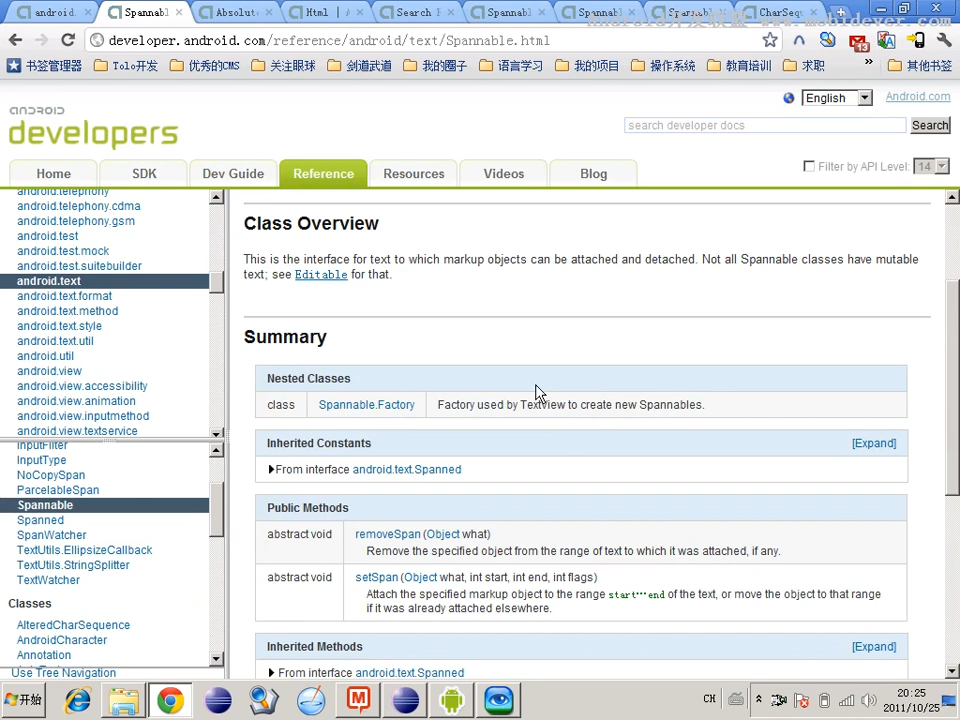 android.
Spannabl
Absolut
Html |
Search
Spannabl
Spannabl
CharSeq
www.mobidever.com
developer.android.com/reference/android/text/Spannable.html
13
书签管理器 Tolo开发 优秀的CMS 关注眼球 剑道武道 我的圈子 语言学习 我的项目 操作系统 教育培训 求职 » 其他书签
android
developers
English Android.com
search developer docs Search
Home SDK Dev Guide Reference Resources Videos Blog
Filter by API Level: 14
android.telephony
android.telephony.cdma
android.telephony.gsm
android.test
android.test.mock
android.test.suitebuilder
android.text
android.text.format
android.text.method
android.text.style
android.text.util
android.util
android.view
android.view.accessibility
android.view.animation
android.view.inputmethod
android.view.textservice
InputFilter
InputType
NoCopySpan
ParcelableSpan
Spannable
Spanned
SpanWatcher
TextUtils.EllipsizeCallback
TextUtils.StringSplitter
TextWatcher
Classes
AlteredCharSequence
AndroidCharacter
Annotation
Use Tree Navigation
Class Overview
This is the interface for text to which markup objects can be attached and detached. Not all Spannable classes have mutable
text; see Editable for that.
Summary
Nested Classes
class Spannable.Factory Factory used by TextView to create new Spannables.
Inherited Constants [Expand]
From interface android.text.Spanned
Public Methods
abstract void removeSpan (Object what)
Remove the specified object from the range of text to which it was attached, if any.
abstract void setSpan (Object what, int start, int end, int flags)
Attach the specified markup object to the range start…end of the text, or move the object to that range
if it was already attached elsewhere.
Inherited Methods [Expand]
From interface android.text.Spanned
开始
CH
20:25
2011/10/25